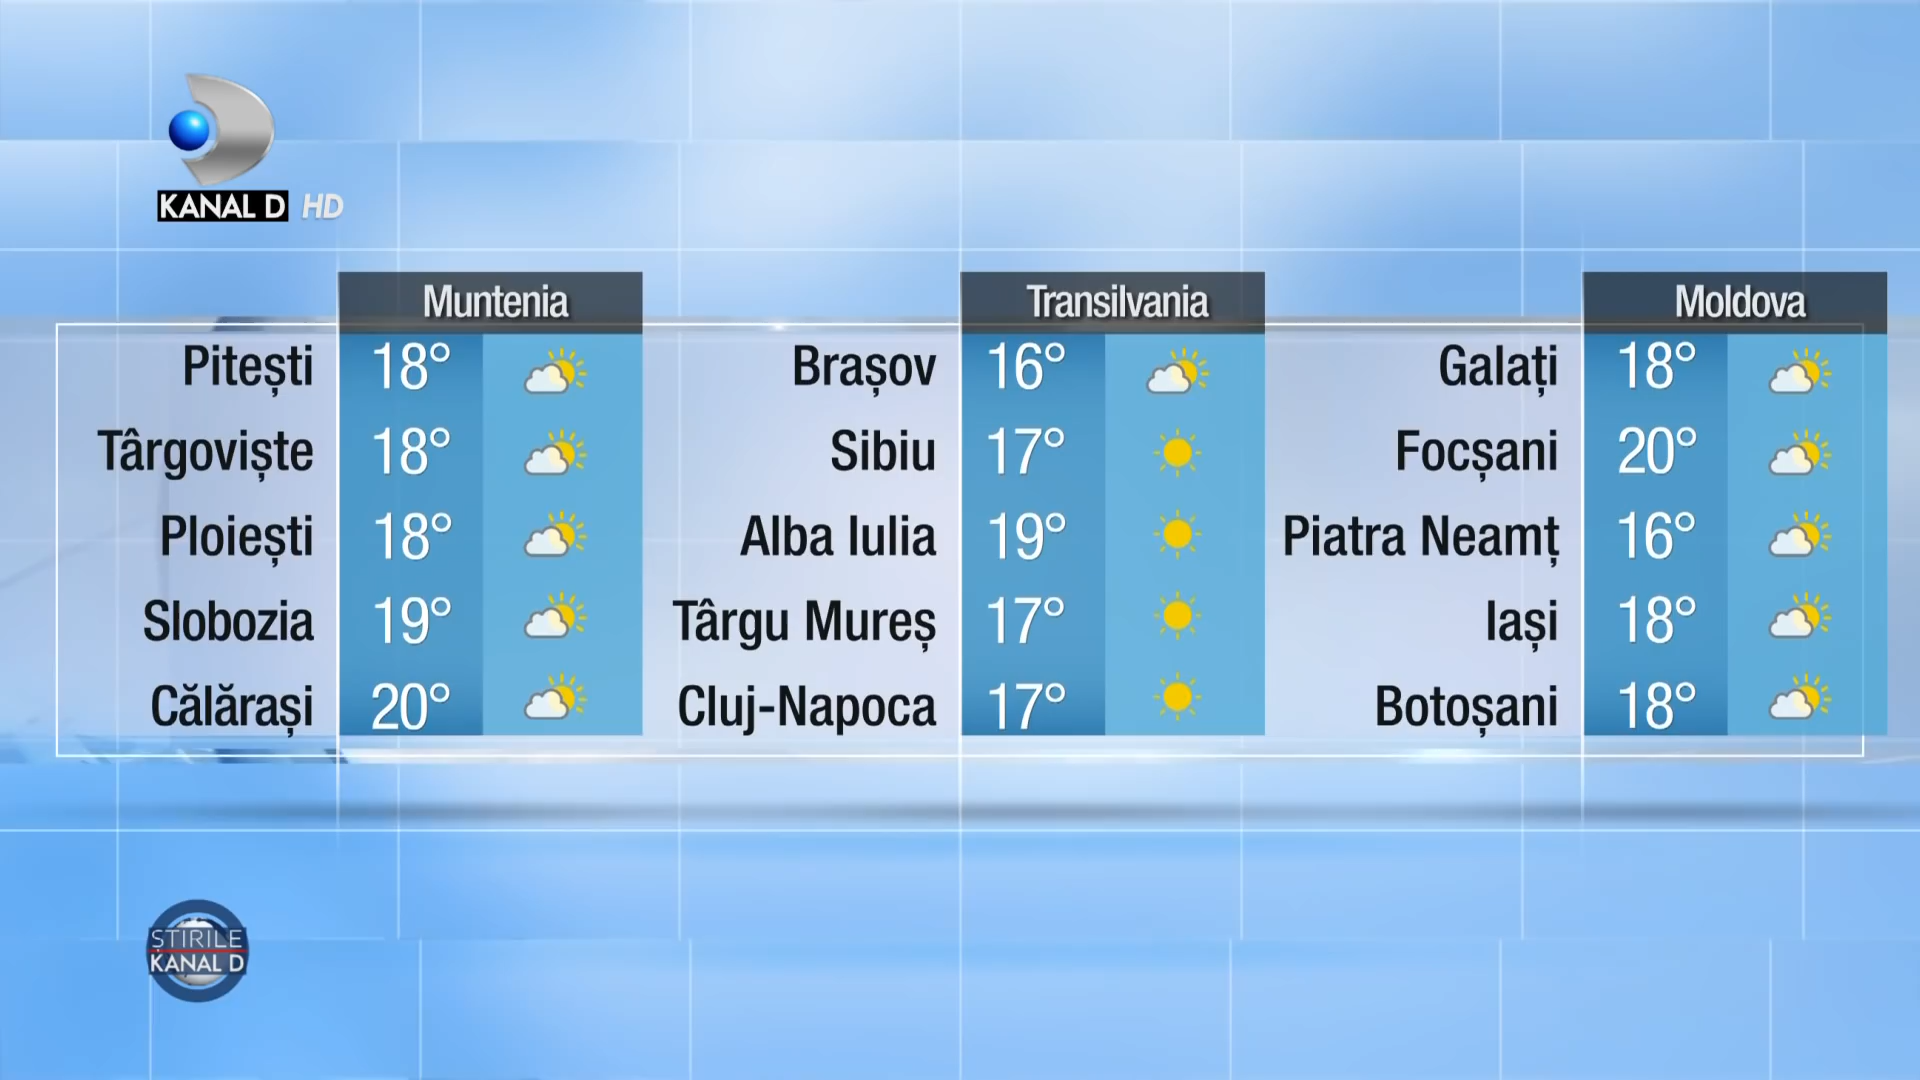 KANAL D HD
Muntenia
Pitești 18°
Târgoviște 18°
Ploiești 18°
Slobozia 19°
Călărași 20°
Transilvania
Brașov 16°
Sibiu 17°
Alba Iulia 19°
Târgu Mureș 17°
Cluj-Napoca 17°
Moldova
Galați 18°
Focșani 20°
Piatra Neamț 16°
Iași 18°
Botoșani 18°
ȘTIRILE
KANAL D